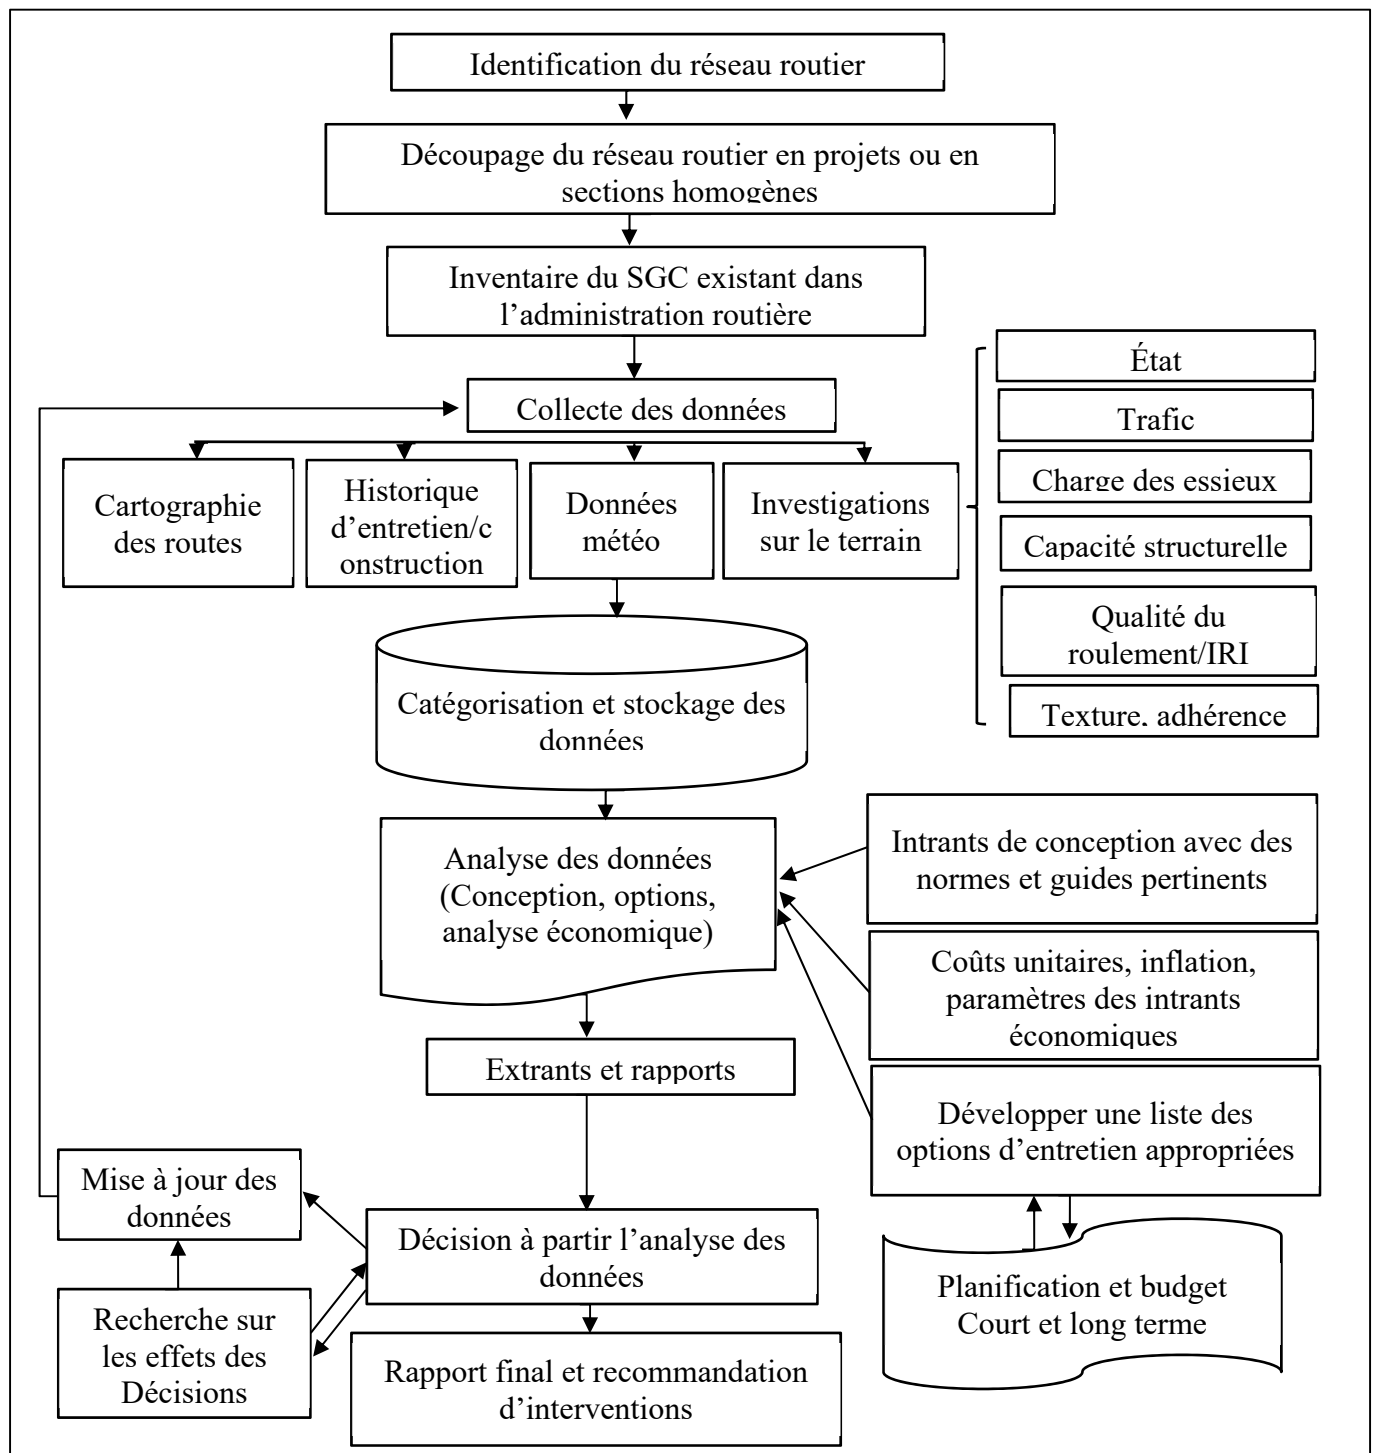 Identification du réseau routier
Découpage du réseau routier en projets ou en
sections homogènes
Inventaire du SGC existant dans
l’administration routière
Collecte des données
Cartographie
des routes
Historique
d’entretien/c
onstruction
Données
météo
Investigations
sur le terrain
État
Trafic
Charge des essieux
Capacité structurelle
Qualité du
roulement/IRI
Texture, adhérence
Catégorisation et stockage des
données
Analyse des données
(Conception, options,
analyse économique)
Intrants de conception avec des
normes et guides pertinents
Coûts unitaires, inflation,
paramètres des intrants
économiques
Développer une liste des
options d’entretien appropriées
Planification et budget
Court et long terme
Extrants et rapports
Mise à jour des
données
Décision à partir l’analyse des
données
Recherche sur
les effets des
Décisions
Rapport final et recommandation
d’interventions